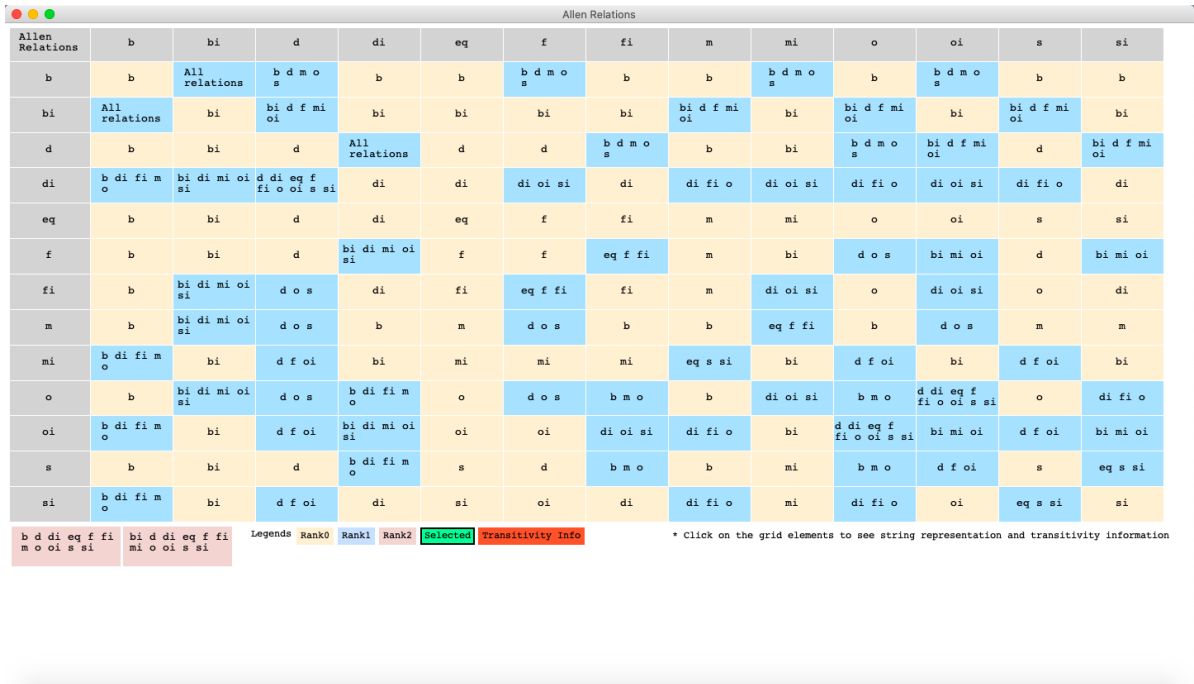 Allen Relations
Allen Relations b bi d di eq f fi m mi o oi s si
b b All relations b d m o s b b b d m o s b b b d m o s b b d m o s b b
bi All relations bi bi d f mi oi bi bi bi bi bi d f mi oi bi bi d f mi oi bi bi d f mi oi bi
d b bi d All relations d d b d m o s b bi b d m o s bi d f mi oi d bi d f mi oi
di b di fi m o bi di mi oi si d di eq f fi o oi s si di di di oi si di di fi o di oi si di fi o di oi si di fi o di
eq b bi d di eq f fi m mi o oi s si
f b bi d bi di mi oi si f f eq f fi m bi d o s bi mi oi d bi mi oi
fi b bi di mi oi si d o s di fi eq f fi fi m di oi si o di oi si o di
m b bi di mi oi si d o s b m d o s b b eq f fi b d o s m m
mi b di fi m o bi d f oi bi mi mi mi eq s si bi d f oi bi d f oi bi
o b bi di mi oi si d o s b di fi m o o d o s b m o b di oi si b m o d di eq f fi o oi s si o di fi o
oi b di fi m o bi d f oi bi di mi oi si oi oi di oi si di fi o bi d di eq f fi o oi s si bi mi oi d f oi bi mi oi
s b bi d b di fi m o s d b m o b mi b m o d f oi s eq s si
si b di fi m o bi d f oi di si oi di di fi o mi di fi o oi eq s si si
b d di eq f fi m o oi s si
bi d di eq f fi mi o oi s si
Legends Rank0 Rank1 Rank2 Selected Transitivity Info
* Click on the grid elements to see string representation and transitivity information